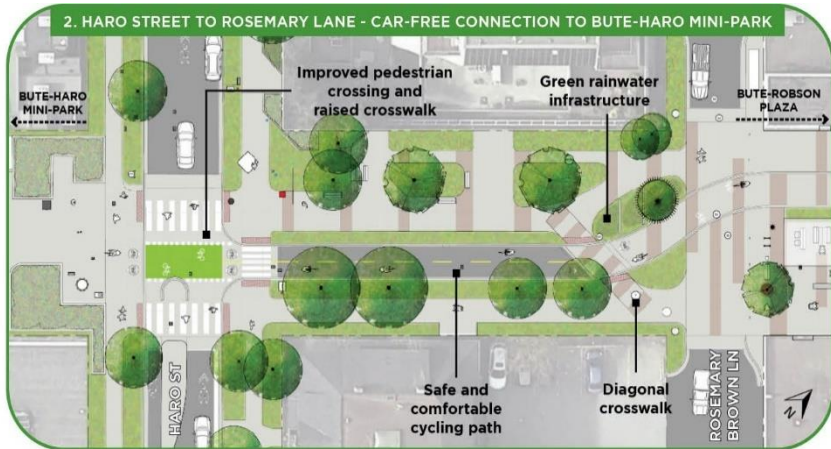 2. HARO STREET TO ROSEMARY LANE - CAR-FREE CONNECTION TO BUTE-HARO MINI-PARK
BUTE-HARO
MINI-PARK
Improved pedestrian
crossing and
raised crosswalk
Green rainwater
infrastructure
BUTE-ROBSON
PLAZA
HARO ST
Safe and
comfortable
cycling path
Diagonal
crosswalk
ROSEMARY
BROWN LN
N